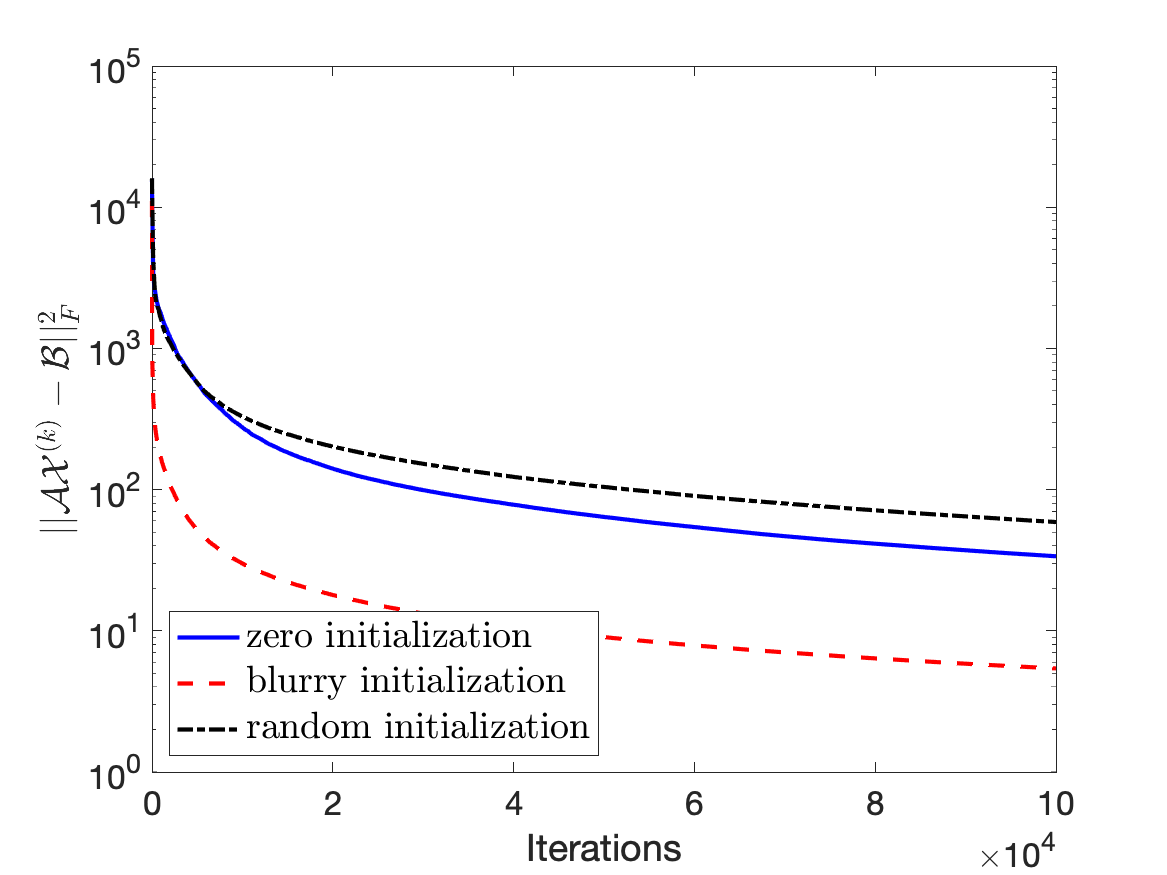 10^5
10^4
10^3
10^2
10^1
10^0
||𝒜𝒳^(k) − ℬ||_F^2
zero initialization
blurry initialization
random initialization
0 2 4 6 8 10
Iterations
×10^4